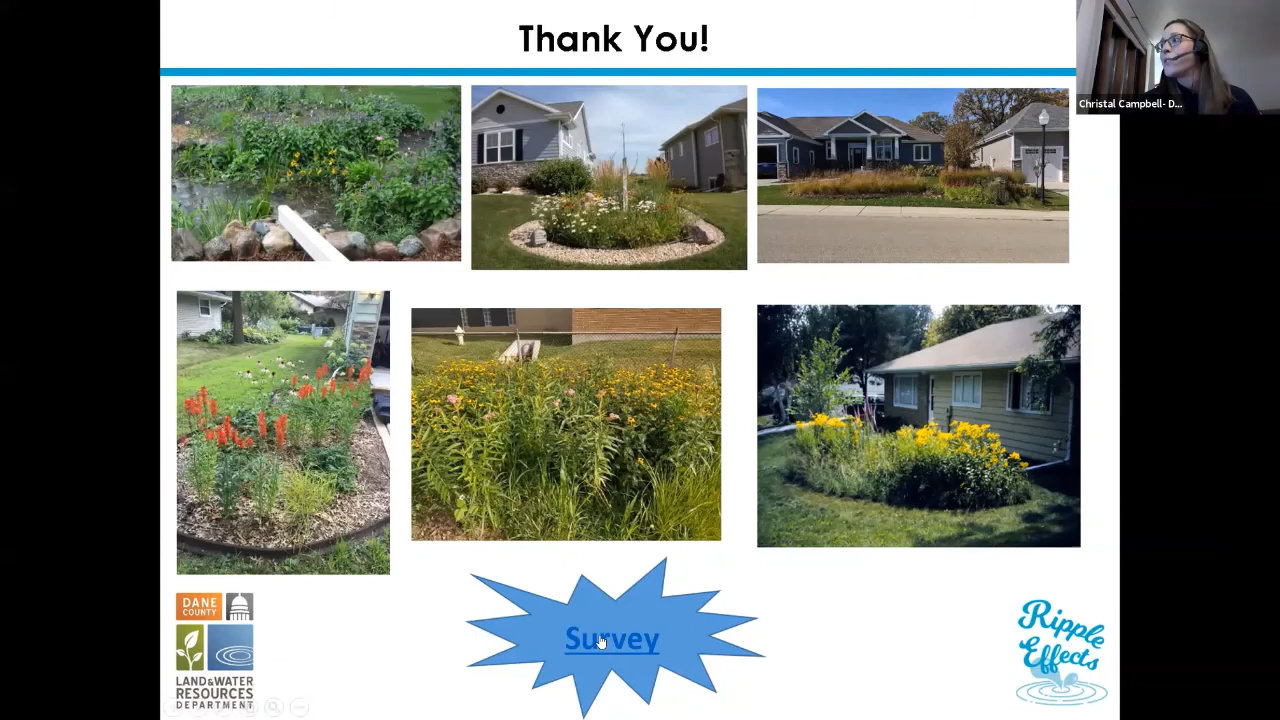 Thank You!
Christal Campbell- D...
Survey
DANE
COUNTY
LAND&WATER
RESOURCES
DEPARTMENT
Ripple
Effects